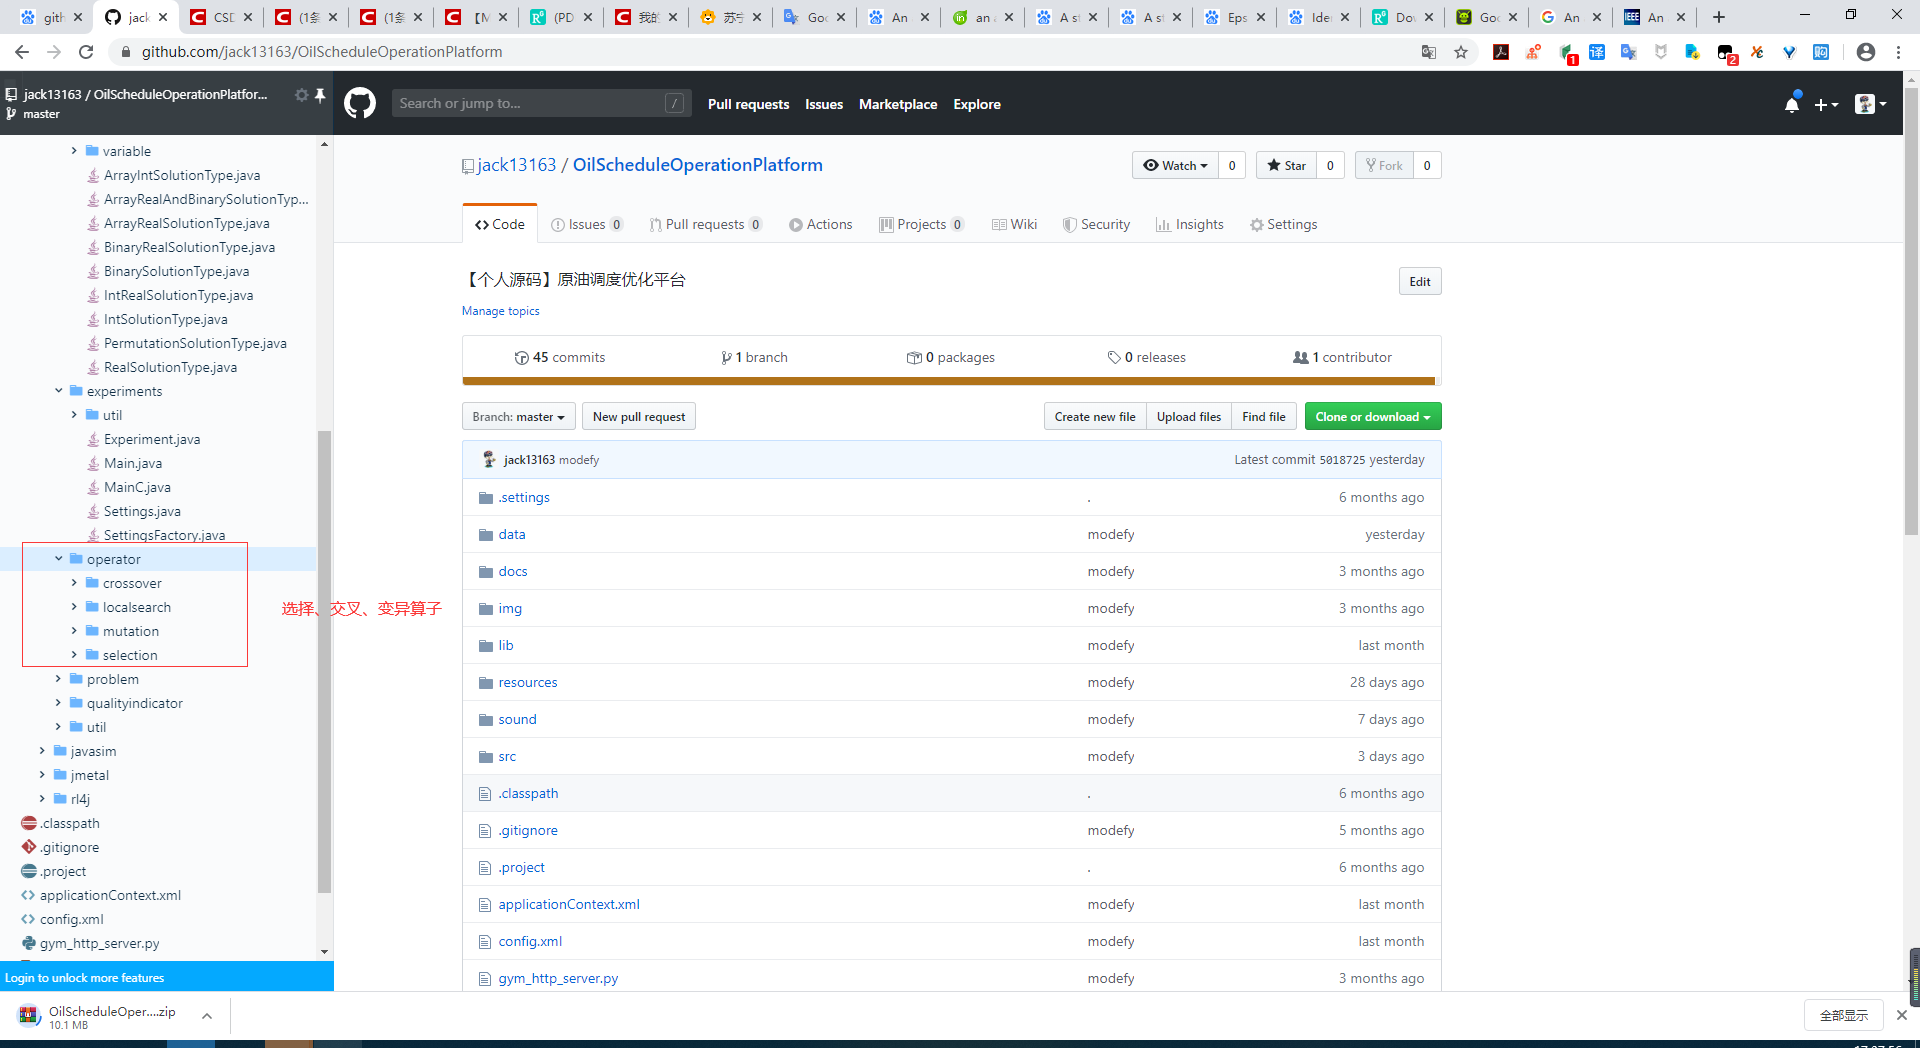 gith
jack
CSD
(1条
(1条
【M
(PD
我的
苏宁
Goo
An
an a
A st
A st
Eps
Ide
Dov
Goo
An
An
github.com/jack13163/OilScheduleOperationPlatform
译
1
2
jack13163 / OilScheduleOperationPlatfor...
master
Search or jump to...
/
Pull requests
Issues
Marketplace
Explore
variable
ArrayIntSolutionType.java
ArrayRealAndBinarySolutionTyp...
ArrayRealSolutionType.java
BinaryRealSolutionType.java
BinarySolutionType.java
IntRealSolutionType.java
IntSolutionType.java
PermutationSolutionType.java
RealSolutionType.java
experiments
util
Experiment.java
Main.java
MainC.java
Settings.java
SettingsFactory.java
operator
crossover
localsearch
mutation
selection
选择、交叉、变异算子
problem
qualityindicator
util
javasim
jmetal
rl4j
.classpath
.gitignore
.project
applicationContext.xml
config.xml
gym_http_server.py
Login to unlock more features
jack13163 / OilScheduleOperationPlatform
Watch 0
Star 0
Fork 0
Code
Issues 0
Pull requests 0
Actions
Projects 0
Wiki
Security
Insights
Settings
【个人源码】原油调度优化平台
Edit
Manage topics
45 commits
1 branch
0 packages
0 releases
1 contributor
Branch: master
New pull request
Create new file
Upload files
Find file
Clone or download
jack13163 modefy
Latest commit 5018725 yesterday
.settings . 6 months ago
data modefy yesterday
docs modefy 3 months ago
img modefy 3 months ago
lib modefy last month
resources modefy 28 days ago
sound modefy 7 days ago
src modefy 3 days ago
.classpath . 6 months ago
.gitignore modefy 5 months ago
.project . 6 months ago
applicationContext.xml modefy last month
config.xml modefy last month
gym_http_server.py modefy 3 months ago
OilScheduleOper....zip
10.1 MB
全部显示